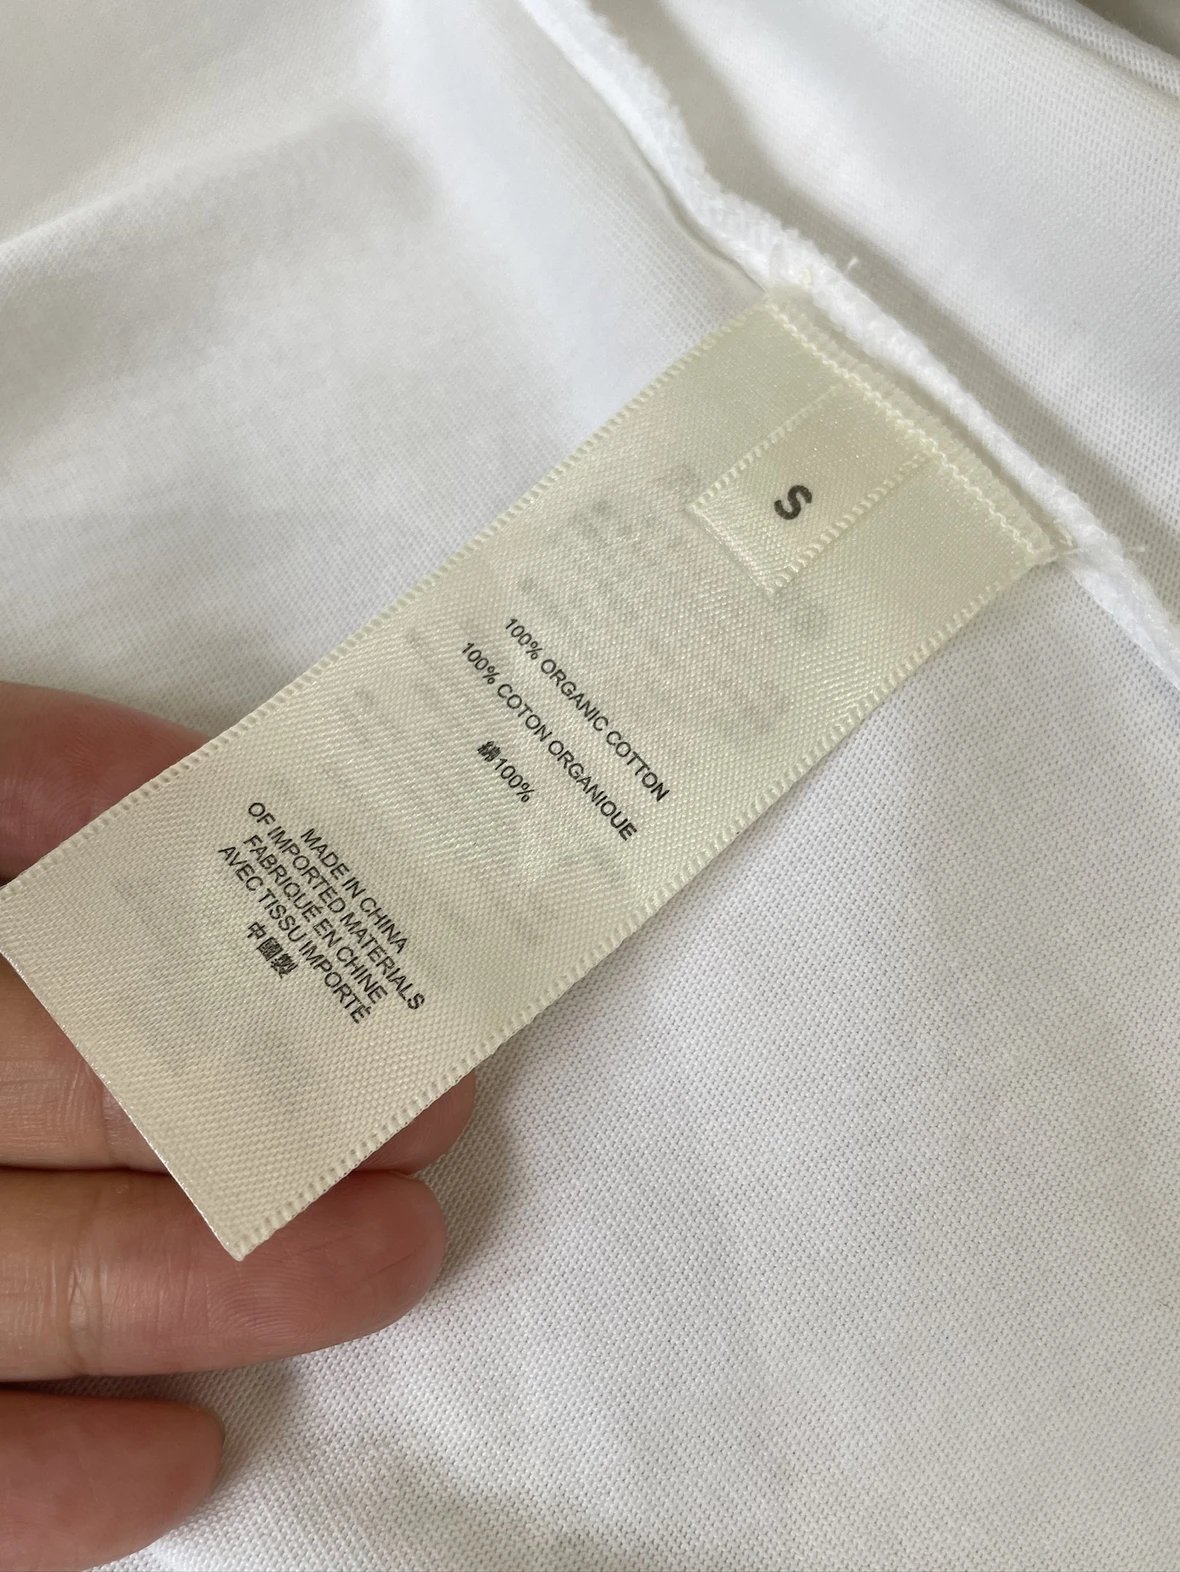 S
100% ORGANIC COTTON
100% COTON ORGANIQUE
綿100%
MADE IN CHINA
OF IMPORTED MATERIALS
FABRIQUÉ EN CHINE
AVEC TISSU IMPORTÉ
中國製